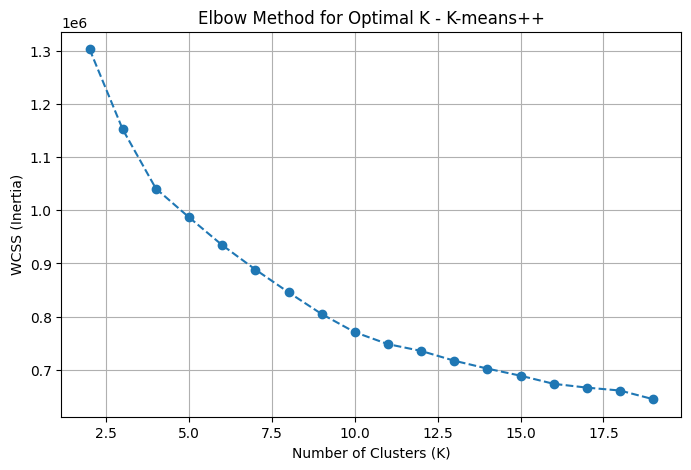 Elbow Method for Optimal K - K-means++
1e6
1.3
1.2
1.1
1.0
0.9
0.8
0.7
WCSS (Inertia)
2.5 5.0 7.5 10.0 12.5 15.0 17.5
Number of Clusters (K)